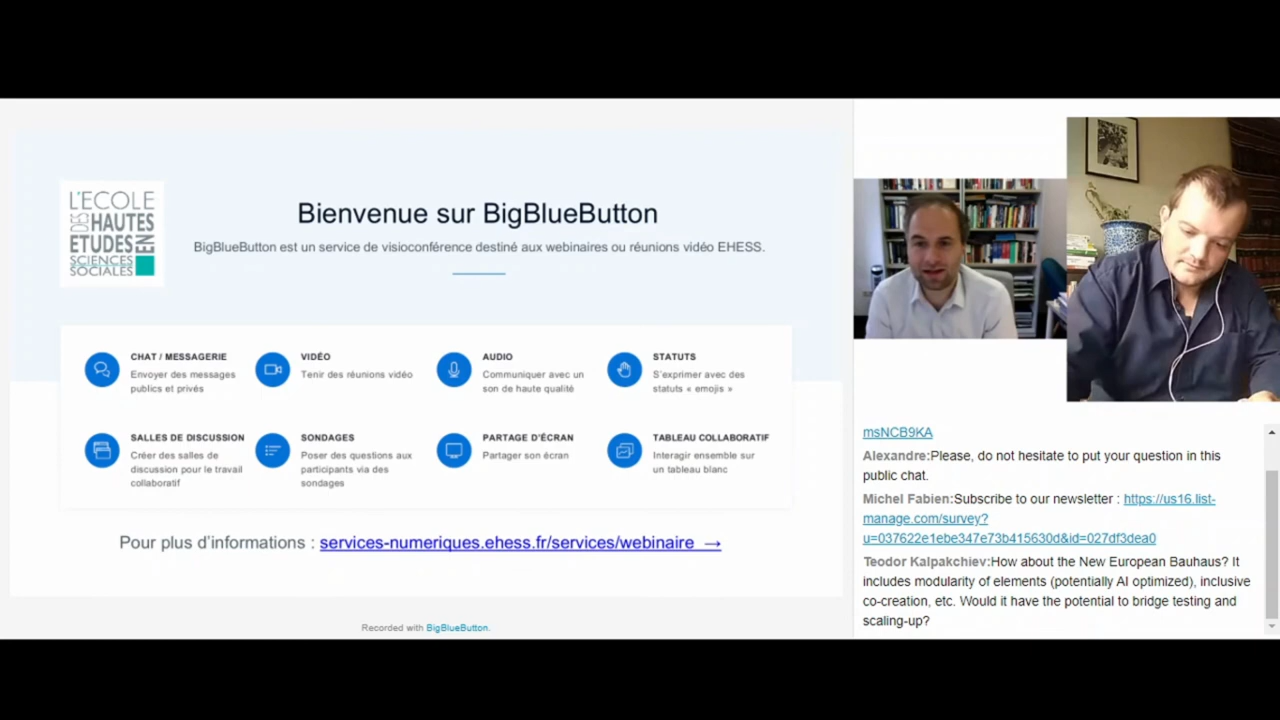 L'ECOLE
DES HAUTES
ETUDES EN
SCIENCES
SOCIALES
Bienvenue sur BigBlueButton
BigBlueButton est un service de visioconférence destiné aux webinaires ou réunions vidéo EHESS.
CHAT / MESSAGERIE
Envoyer des messages
publics et privés
VIDÉO
Tenir des réunions vidéo
AUDIO
Communiquer avec un
son de haute qualité
STATUTS
S'exprimer avec des
statuts « emojis »
SALLES DE DISCUSSION
Créer des salles de
discussion pour le travail
collaboratif
SONDAGES
Poser des questions aux
participants via des
sondages
PARTAGE D'ÉCRAN
Partager son écran
TABLEAU COLLABORATIF
Interagir ensemble sur
un tableau blanc
Pour plus d'informations : services-numeriques.ehess.fr/services/webinaire →
Recorded with BigBlueButton.
msNCB9KA
Alexandre:Please, do not hesitate to put your question in this
public chat.
Michel Fabien:Subscribe to our newsletter : https://us16.list-
manage.com/survey?
u=037622e1ebe347e73b415630d&id=027df3dea0
Teodor Kalpakchiev:How about the New European Bauhaus? It
includes modularity of elements (potentially AI optimized), inclusive
co-creation, etc. Would it have the potential to bridge testing and
scaling-up?